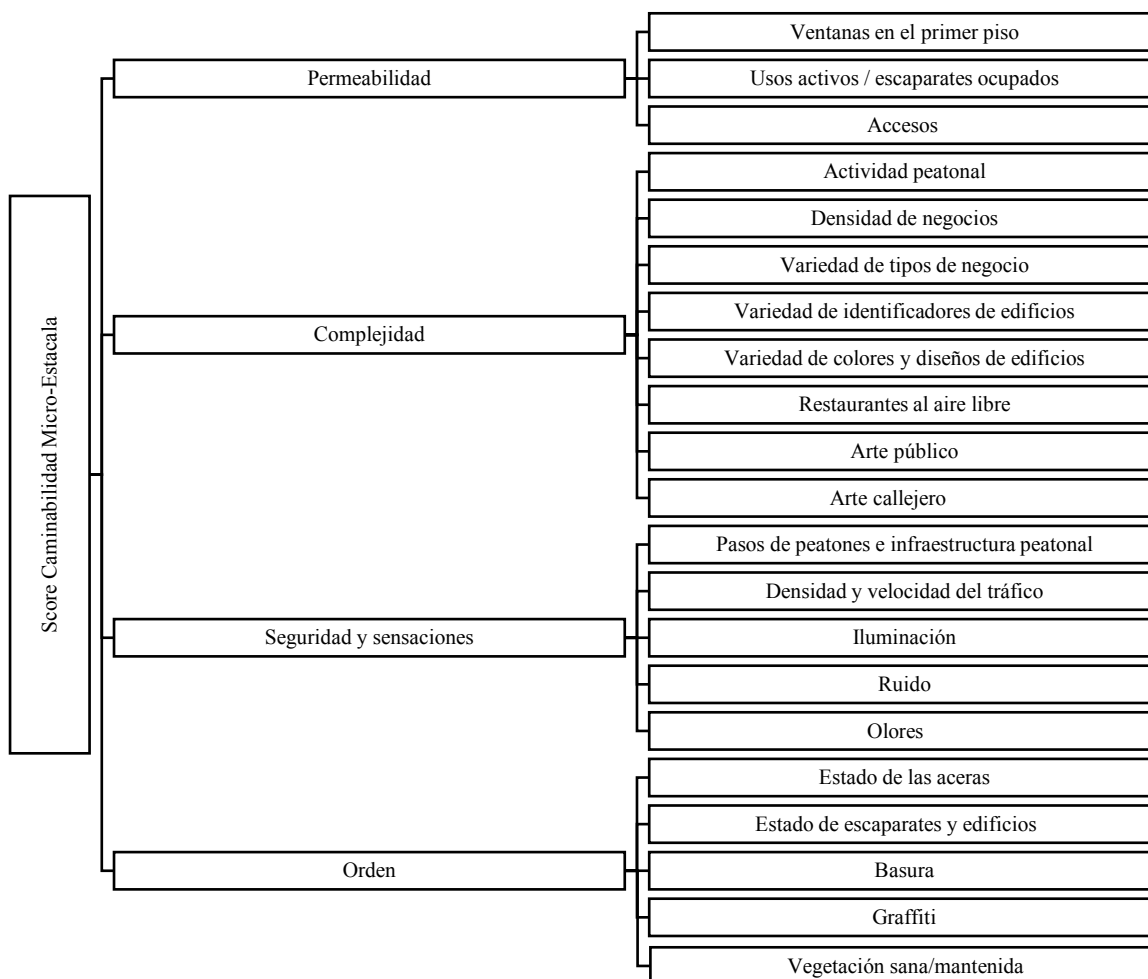 Score Caminabilidad Micro-Estacala
Permeabilidad
Ventanas en el primer piso
Usos activos / escaparates ocupados
Accesos
Complejidad
Actividad peatonal
Densidad de negocios
Variedad de tipos de negocio
Variedad de identificadores de edificios
Variedad de colores y diseños de edificios
Restaurantes al aire libre
Arte público
Arte callejero
Seguridad y sensaciones
Pasos de peatones e infraestructura peatonal
Densidad y velocidad del tráfico
Iluminación
Ruido
Olores
Orden
Estado de las aceras
Estado de escaparates y edificios
Basura
Graffiti
Vegetación sana/mantenida